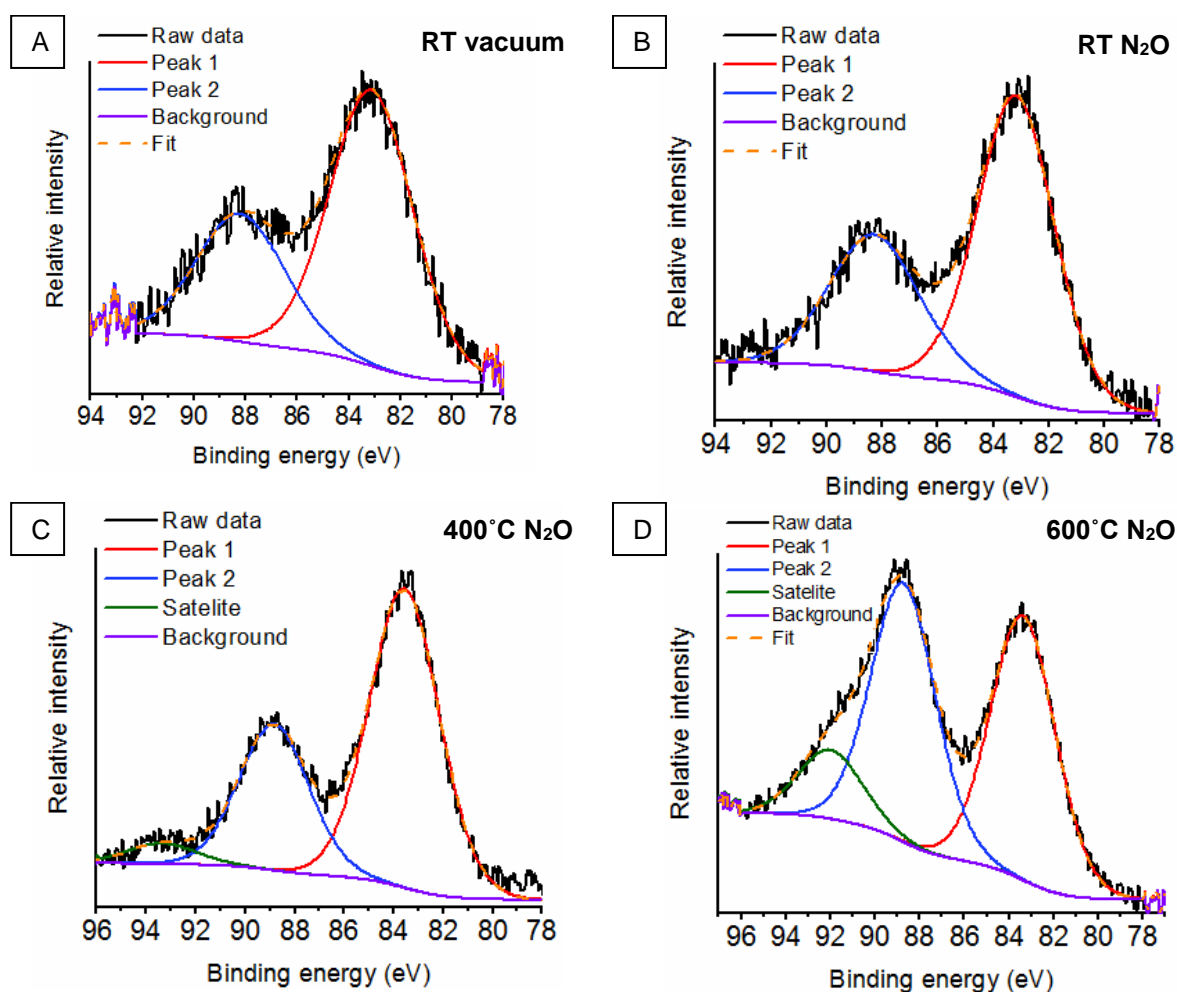 A
RT vacuum
Raw data
Peak 1
Peak 2
Background
Fit
Relative intensity
94 92 90 88 86 84 82 80 78
Binding energy (eV)
B
RT N₂O
Raw data
Peak 1
Peak 2
Background
Fit
Relative intensity
94 92 90 88 86 84 82 80 78
Binding energy (eV)
C
400˚C N₂O
Raw data
Peak 1
Peak 2
Satelite
Background
Relative intensity
96 94 92 90 88 86 84 82 80 78
Binding energy (eV)
D
600˚C N₂O
Raw data
Peak 1
Peak 2
Satelite
Background
Fit
Relative intensity
96 94 92 90 88 86 84 82 80 78
Binding energy (eV)